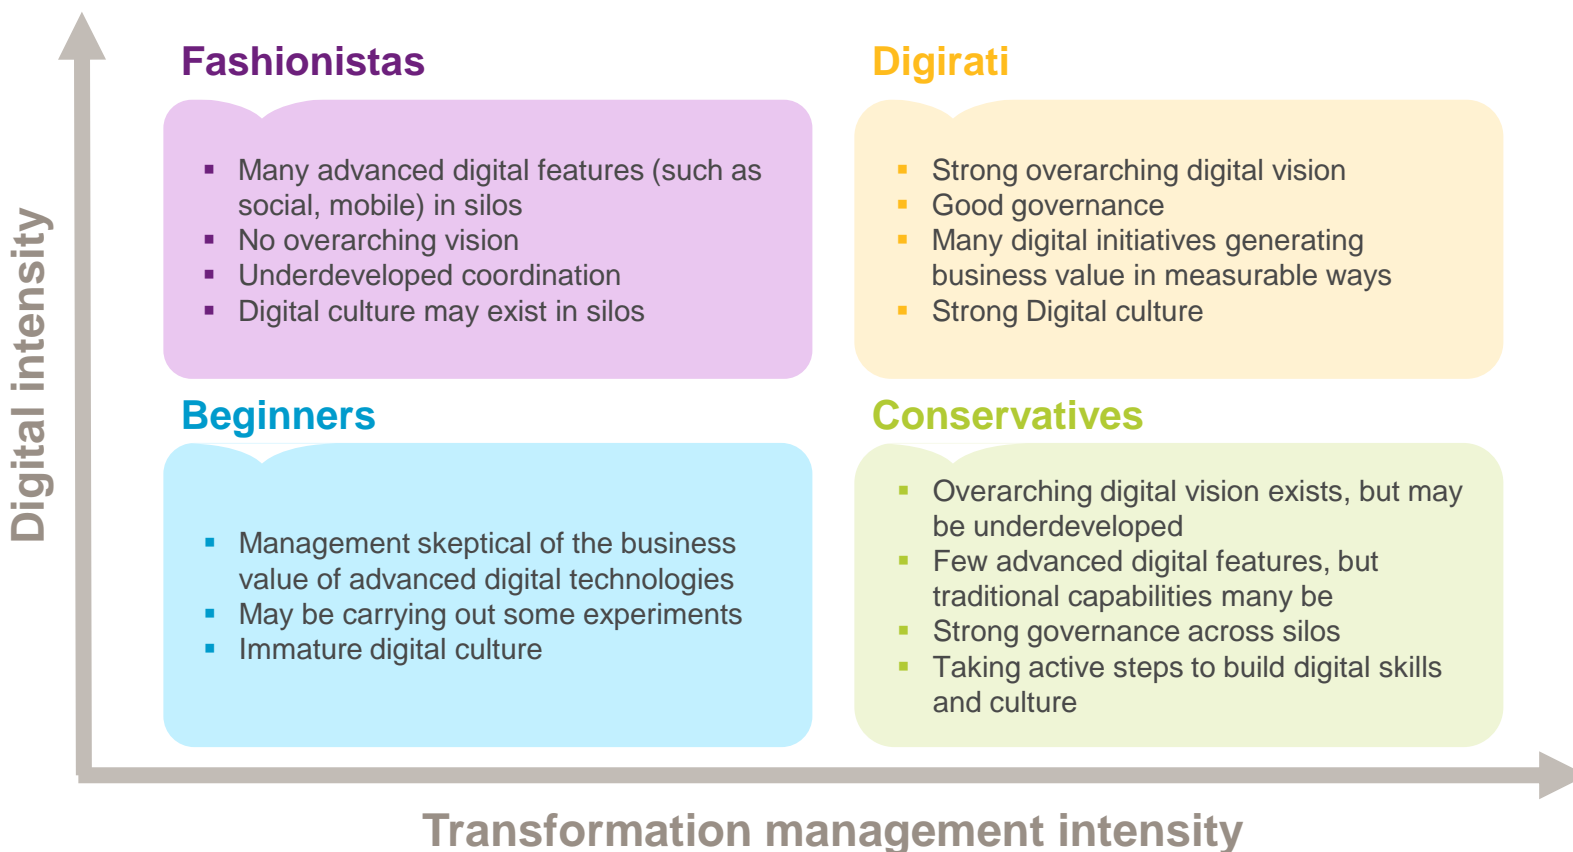 Digital intensity
Fashionistas
Many advanced digital features (such as
social, mobile) in silos
No overarching vision
Underdeveloped coordination
Digital culture may exist in silos
Digirati
Strong overarching digital vision
Good governance
Many digital initiatives generating
business value in measurable ways
Strong Digital culture
Beginners
Management skeptical of the business
value of advanced digital technologies
May be carrying out some experiments
Immature digital culture
Conservatives
Overarching digital vision exists, but may
be underdeveloped
Few advanced digital features, but
traditional capabilities many be
Strong governance across silos
Taking active steps to build digital skills
and culture
Transformation management intensity